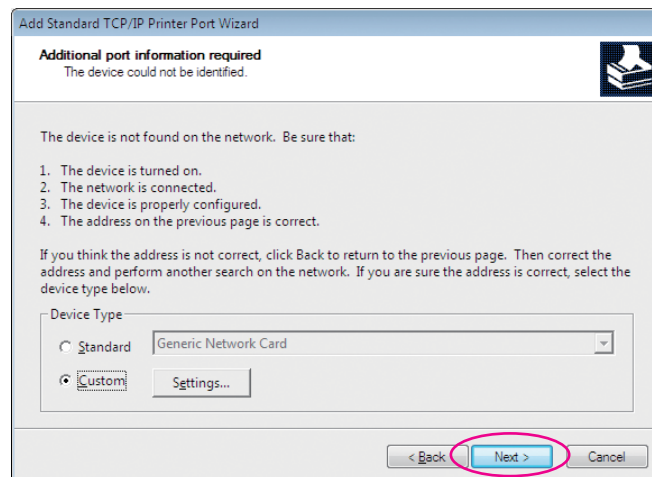 Add Standard TCP/IP Printer Port Wizard
Additional port information required
The device could not be identified.
The device is not found on the network.  Be sure that:
1.  The device is turned on.
2.  The network is connected.
3.  The device is properly configured.
4.  The address on the previous page is correct.
If you think the address is not correct, click Back to return to the previous page.  Then correct the
address and perform another search on the network.  If you are sure the address is correct, select the
device type below.
Device Type
Standard
Generic Network Card
Custom
Settings...
< Back
Next >
Cancel